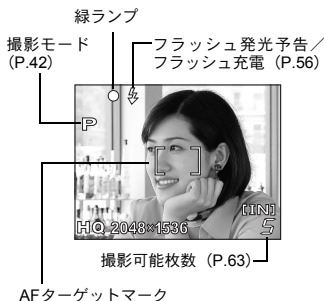 緑ランプ
撮影モード
(P.42)
フラッシュ発光予告／
フラッシュ充電（P.56）
P
[IN]
HQ 2048×1536
5
撮影可能枚数（P.63）
AFターゲットマーク